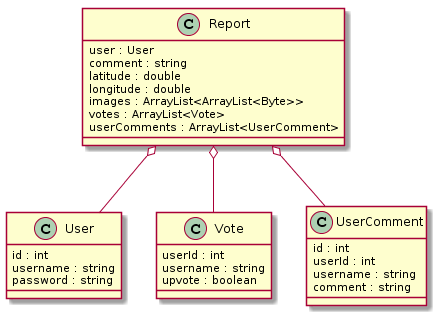 C Report
user : User
comment : string
latitude : double
longitude : double
images : ArrayList<ArrayList<Byte>>
votes : ArrayList<Vote>
userComments : ArrayList<UserComment>
C User
id : int
username : string
password : string
C Vote
userId : int
username : string
upvote : boolean
C UserComment
id : int
userId : int
username : string
comment : string